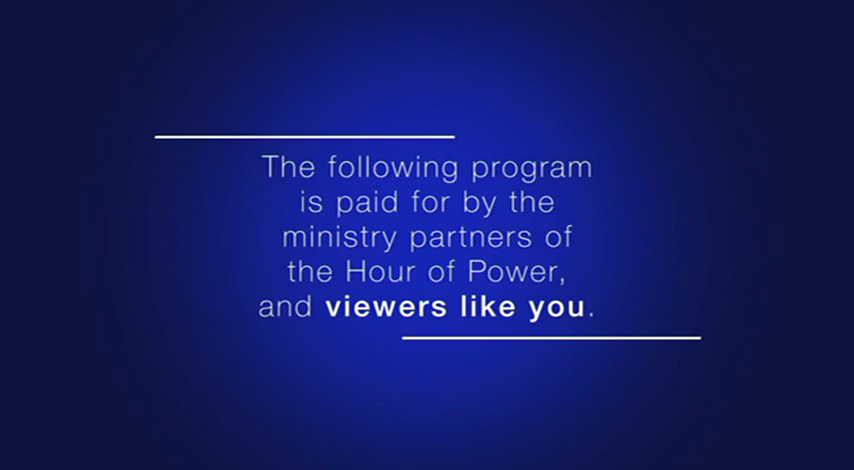 The following program
is paid for by the
ministry partners of
the Hour of Power,
and viewers like you.